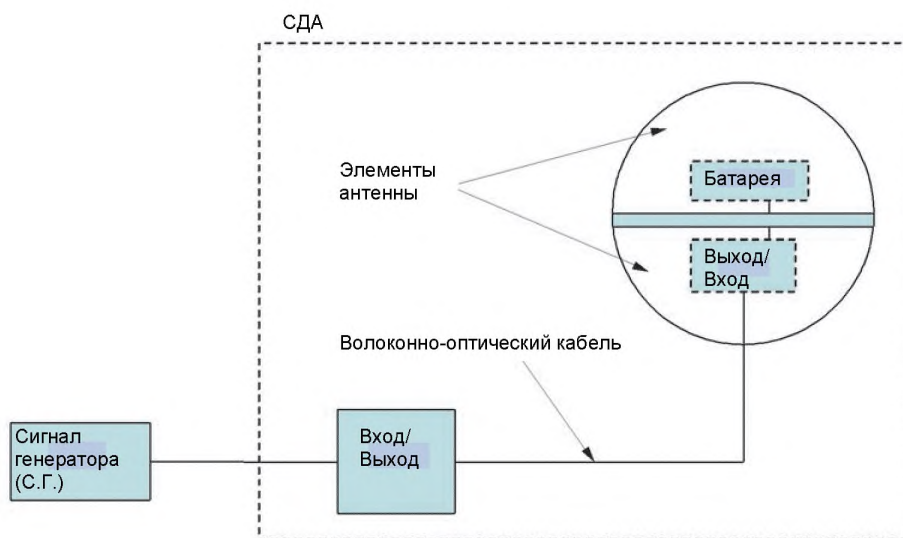 СДА
Элементы
антенны
Батарея
Выход/
Вход
Волоконно-оптический кабель
Вход/
Выход
Сигнал
генератора
(С.Г.)